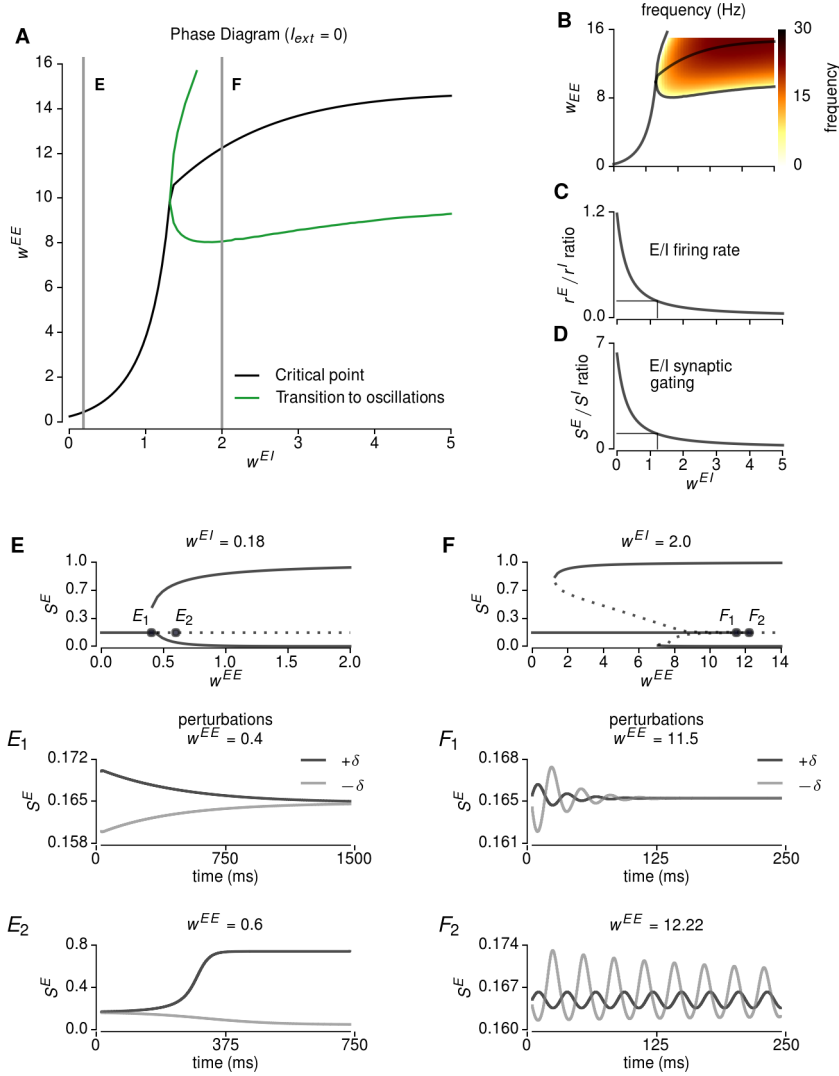 A
Phase Diagram (I_ext = 0)
E
F
16
14
12
10
8
6
4
2
0
w^EE
Critical point
Transition to oscillations
0 1 2 3 4 5
w^EI
B
frequency (Hz)
16
8
0
w_EE
30
15
0
frequency
C
1.2
0.0
r^E / r^I ratio
E/I firing rate
D
7
0
S^E / S^I ratio
E/I synaptic
gating
0 1 2 3 4 5
w^EI
E
w^EI = 0.18
1.0
0.7
0.3
0.0
S^E
E_1 E_2
0.0 0.5 1.0 1.5 2.0
w^EE
F
w^EI = 2.0
1.0
0.7
0.3
0.0
S^E
F_1 F_2
0 2 4 6 8 10 12 14
w^EE
E_1
perturbations
w^EE = 0.4
0.172
0.165
0.158
S^E
+δ
−δ
0 750 1500
time (ms)
F_1
perturbations
w^EE = 11.5
0.168
0.165
0.161
S^E
+δ
−δ
0 125 250
time (ms)
E_2
w^EE = 0.6
0.8
0.4
0.0
S^E
0 375 750
time (ms)
F_2
w^EE = 12.22
0.174
0.167
0.160
S^E
0 125 250
time (ms)